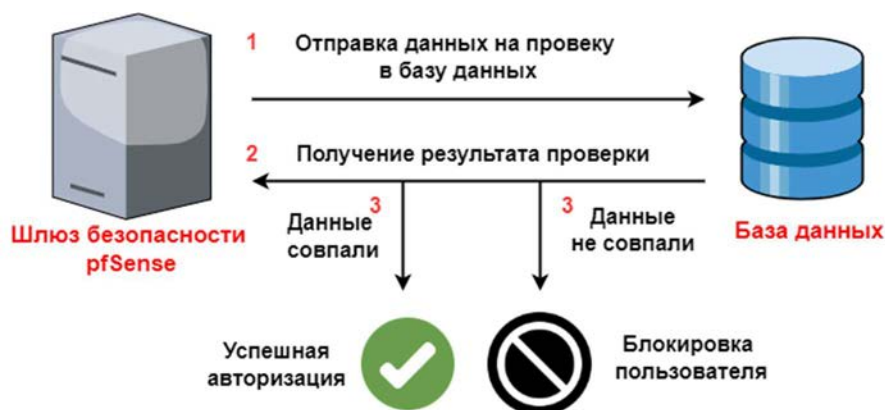 1
Отправка данных на провеку
в базу данных
2
Получение результата проверки
3
Данные
совпали
3
Данные
не совпали
Шлюз безопасности
pfSense
База данных
Успешная
авторизация
Блокировка
пользователя